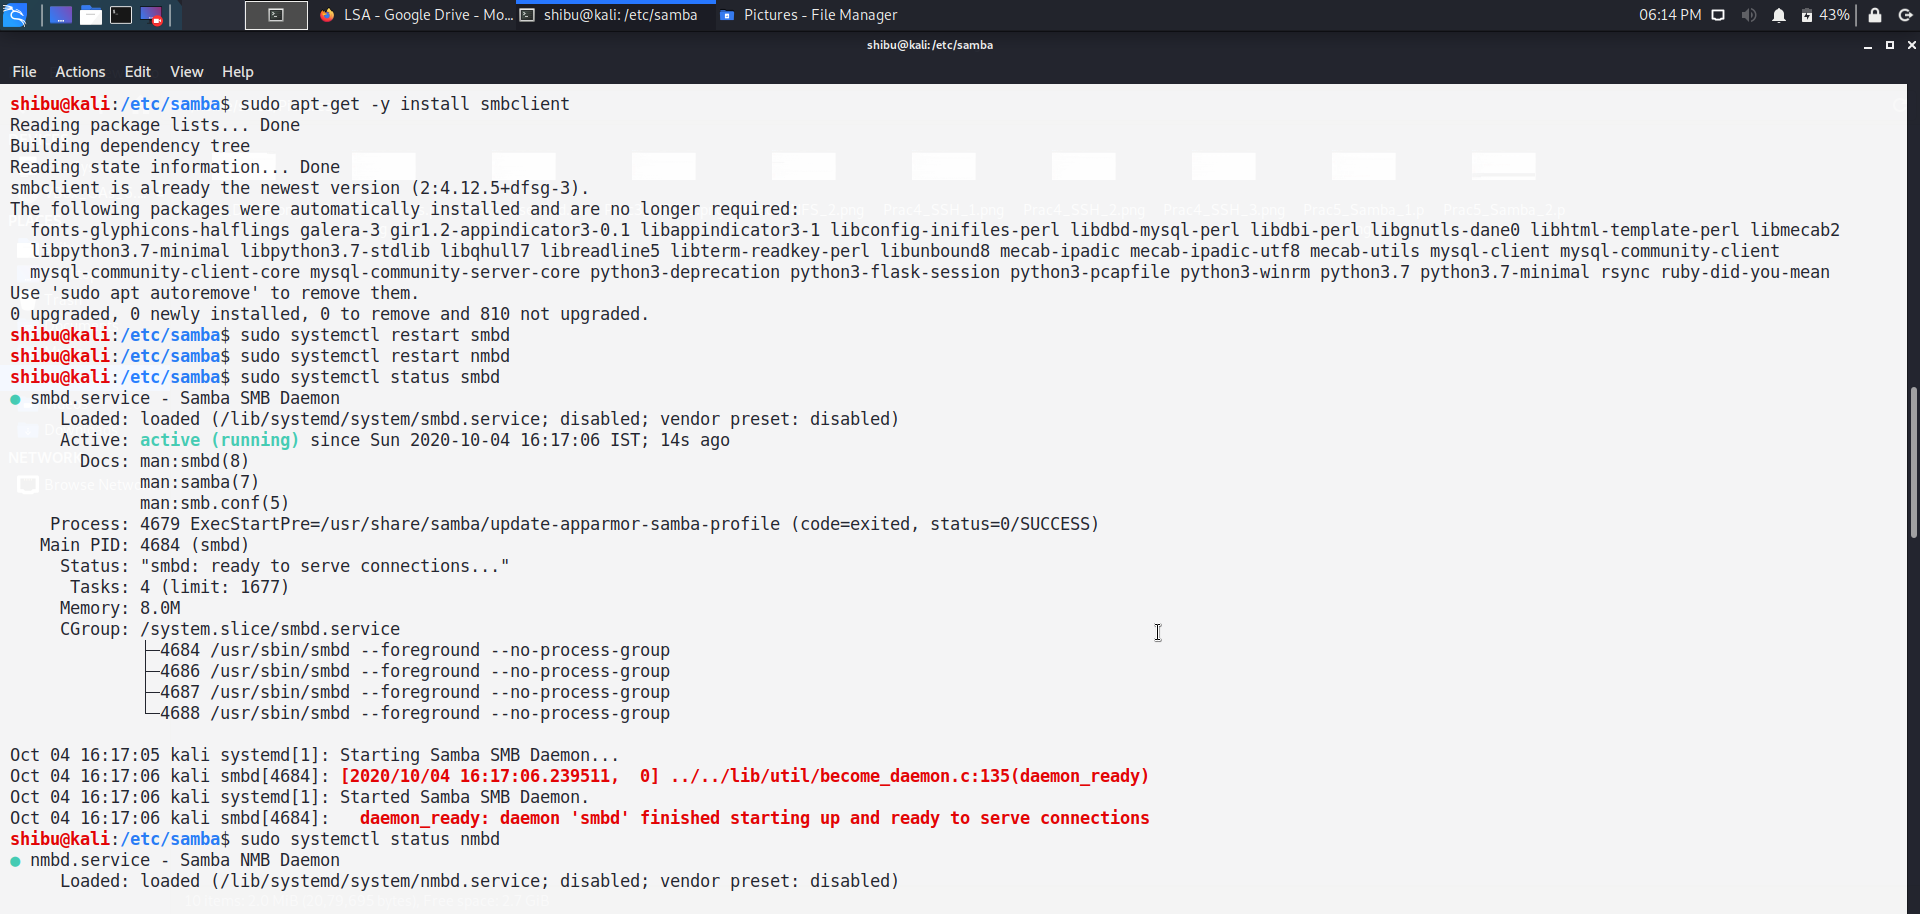 LSA - Google Drive - Mo... shibu@kali: /etc/samba Pictures - File Manager 06:14 PM 43%
shibu@kali: /etc/samba
File Actions Edit View Help
shibu@kali:/etc/samba$ sudo apt-get -y install smbclient
Reading package lists... Done
Building dependency tree
Reading state information... Done
smbclient is already the newest version (2:4.12.5+dfsg-3).
The following packages were automatically installed and are no longer required:
FS_2.png Prac4_SSH_1.png Prac4_SSH_2.png Prac4_SSH_3.png Prac5_Samba_1.p Prac5_Samba_2.p
fonts-glyphicons-halflings galera-3 gir1.2-appindicator3-0.1 libappindicator3-1 libconfig-inifiles-perl libdbd-mysql-perl libdbi-perl libgnutls-dane0 libhtml-template-perl libmecab2
libpython3.7-minimal libpython3.7-stdlib libqhull7 libreadline5 libterm-readkey-perl libunbound8 mecab-ipadic mecab-ipadic-utf8 mecab-utils mysql-client mysql-community-client
mysql-community-client-core mysql-community-server-core python3-deprecation python3-flask-session python3-pcapfile python3-winrm python3.7 python3.7-minimal rsync ruby-did-you-mean
Use 'sudo apt autoremove' to remove them.
0 upgraded, 0 newly installed, 0 to remove and 810 not upgraded.
shibu@kali:/etc/samba$ sudo systemctl restart smbd
shibu@kali:/etc/samba$ sudo systemctl restart nmbd
shibu@kali:/etc/samba$ sudo systemctl status smbd
● smbd.service - Samba SMB Daemon
Loaded: loaded (/lib/systemd/system/smbd.service; disabled; vendor preset: disabled)
Active: active (running) since Sun 2020-10-04 16:17:06 IST; 14s ago
NETWORK
Docs: man:smbd(8)
man:samba(7)
Browse Netw
man:smb.conf(5)
Process: 4679 ExecStartPre=/usr/share/samba/update-apparmor-samba-profile (code=exited, status=0/SUCCESS)
Main PID: 4684 (smbd)
Status: "smbd: ready to serve connections..."
Tasks: 4 (limit: 1677)
Memory: 8.0M
CGroup: /system.slice/smbd.service
├─4684 /usr/sbin/smbd --foreground --no-process-group
├─4686 /usr/sbin/smbd --foreground --no-process-group
├─4687 /usr/sbin/smbd --foreground --no-process-group
└─4688 /usr/sbin/smbd --foreground --no-process-group
Oct 04 16:17:05 kali systemd[1]: Starting Samba SMB Daemon...
Oct 04 16:17:06 kali smbd[4684]: [2020/10/04 16:17:06.239511,  0] ../../lib/util/become_daemon.c:135(daemon_ready)
Oct 04 16:17:06 kali systemd[1]: Started Samba SMB Daemon.
Oct 04 16:17:06 kali smbd[4684]:   daemon_ready: daemon 'smbd' finished starting up and ready to serve connections
shibu@kali:/etc/samba$ sudo systemctl status nmbd
● nmbd.service - Samba NMB Daemon
Loaded: loaded (/lib/systemd/system/nmbd.service; disabled; vendor preset: disabled)